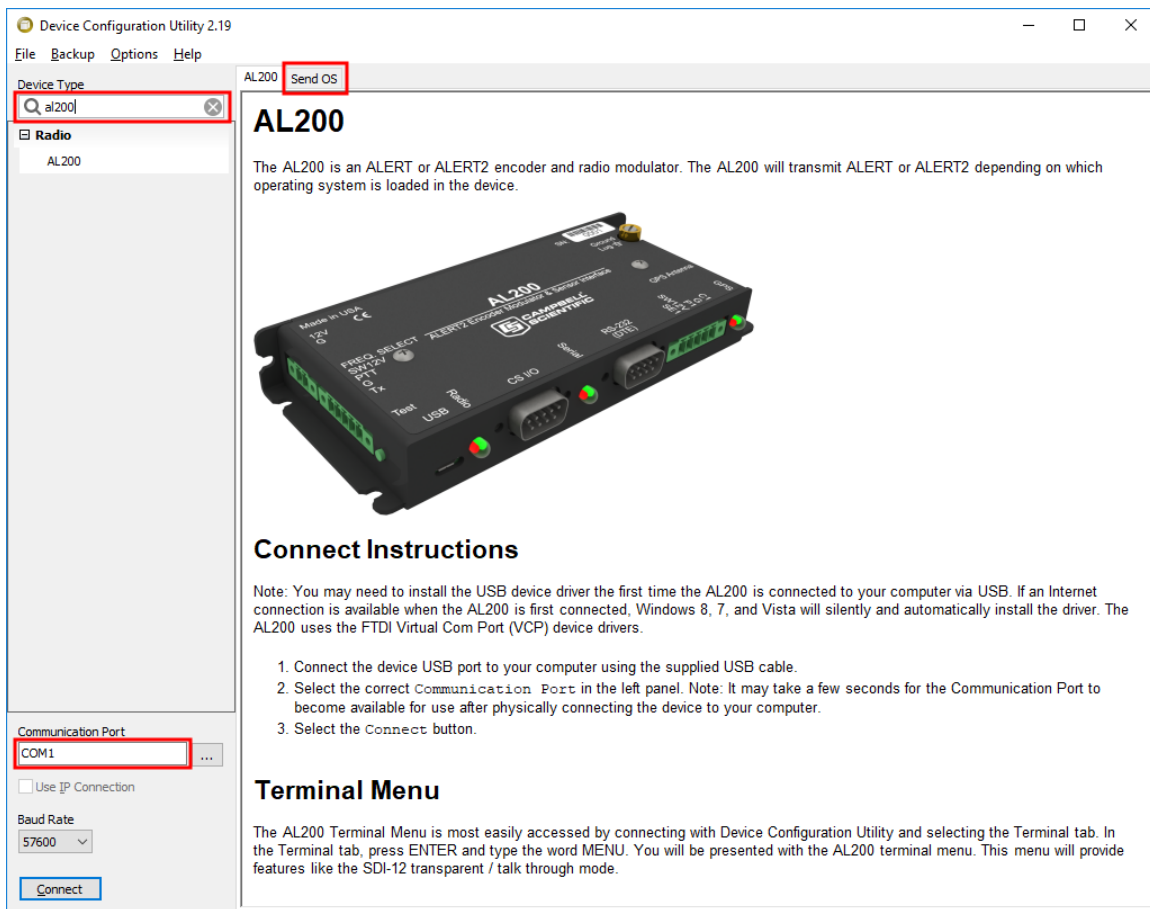 Device Configuration Utility 2.19
File Backup Options Help
Device Type
al200
Radio
AL200
AL200 Send OS
AL200
The AL200 is an ALERT or ALERT2 encoder and radio modulator. The AL200 will transmit ALERT or ALERT2 depending on which
operating system is loaded in the device.
SN:
0001
Ground
Lug
Made in USA
CE
AL200
ALERT2 Encoder Modulator & Sensor Interface
CAMPBELL
SCIENTIFIC
GPS Antenna
GPS
12V
G
FREQ. SELECT
SW12V
PTT
G
Tx
Test
USB
Radio
CS I/O
Serial
RS-232
(DTE)
Connect Instructions
Note: You may need to install the USB device driver the first time the AL200 is connected to your computer via USB. If an Internet
connection is available when the AL200 is first connected, Windows 8, 7, and Vista will silently and automatically install the driver. The
AL200 uses the FTDI Virtual Com Port (VCP) device drivers.
1. Connect the device USB port to your computer using the supplied USB cable.
2. Select the correct Communication Port in the left panel. Note: It may take a few seconds for the Communication Port to
become available for use after physically connecting the device to your computer.
3. Select the Connect button.
Terminal Menu
The AL200 Terminal Menu is most easily accessed by connecting with Device Configuration Utility and selecting the Terminal tab. In
the Terminal tab, press ENTER and type the word MENU. You will be presented with the AL200 terminal menu. This menu will provide
features like the SDI-12 transparent / talk through mode.
Communication Port
COM1
...
Use IP Connection
Baud Rate
57600
Connect